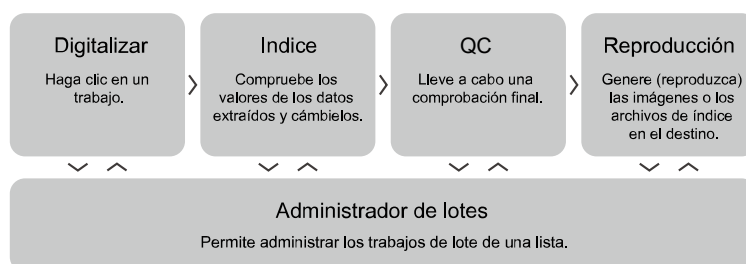 Digitalizar
Haga clic en un
trabajo.
Indice
Compruebe los
valores de los datos
extraídos y cámbielos.
QC
Lleve a cabo una
comprobación final.
Reproducción
Genere (reproduzca)
las imágenes o los
archivos de índice
en el destino.
Administrador de lotes
Permite administrar los trabajos de lote de una lista.